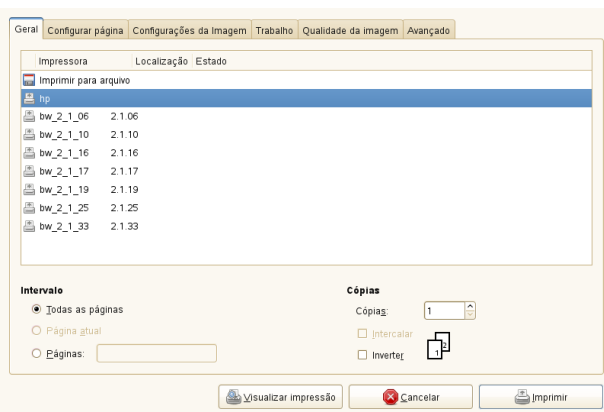 Geral Configurar página Configurações da Imagem Trabalho Qualidade da imagem Avançado
Impressora Localização Estado
Imprimir para arquivo
hp
bw_2_1_06 2.1.06
bw_2_1_10 2.1.10
bw_2_1_16 2.1.16
bw_2_1_17 2.1.17
bw_2_1_19 2.1.19
bw_2_1_25 2.1.25
bw_2_1_33 2.1.33
Intervalo Cópias
Todas as páginas Cópias: 1
Página atual Intercalar
Páginas: Inverter 1 2
Visualizar impressão Cancelar Imprimir